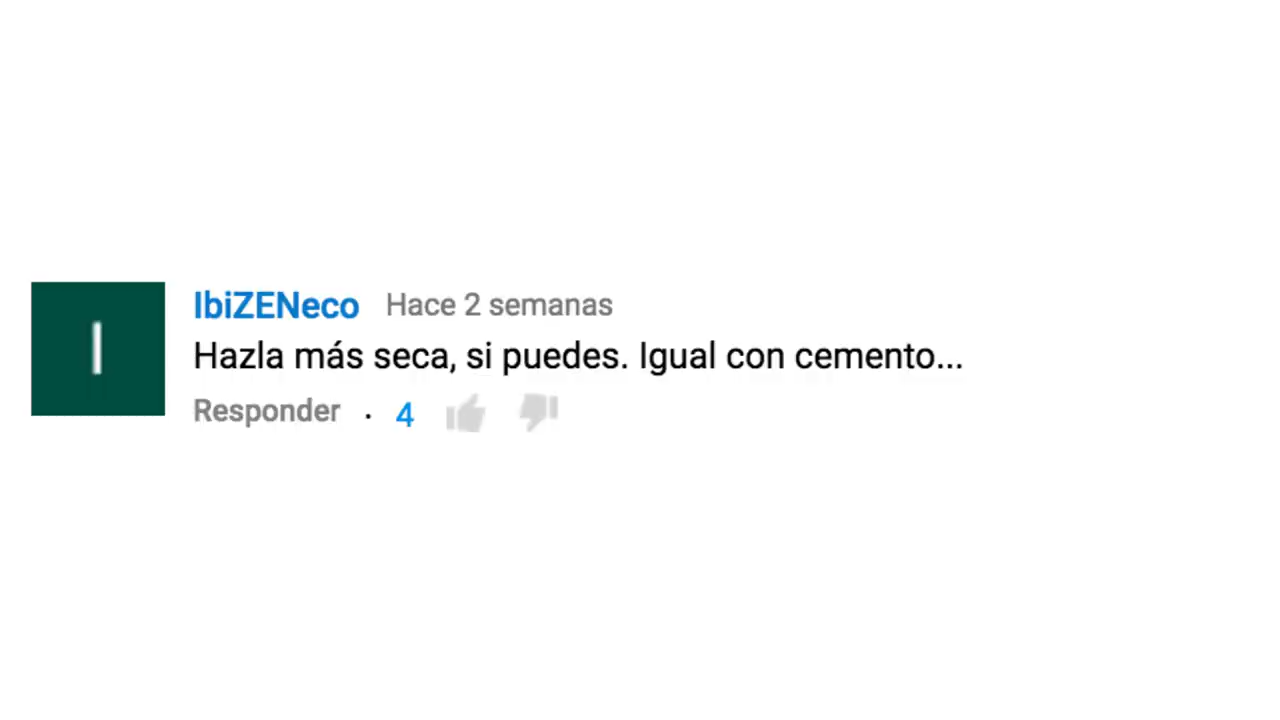 I
IbiZENeco Hace 2 semanas
Hazla más seca, si puedes. Igual con cemento...
Responder · 4